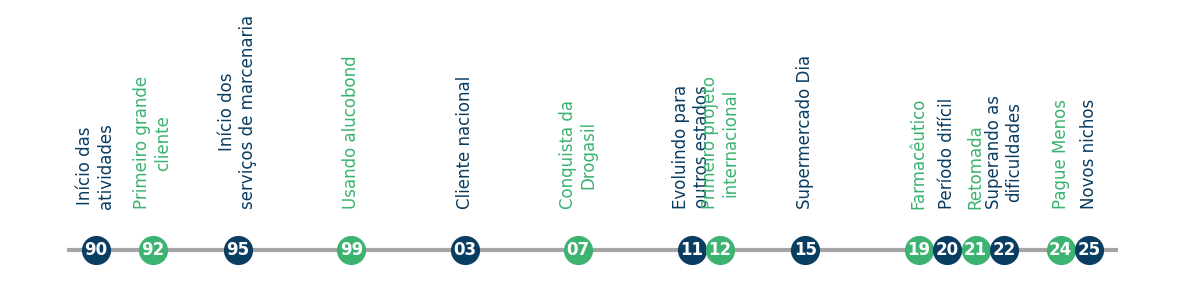 Início das
atividades
Primeiro grande
cliente
Início dos
serviços de marcenaria
Usando alucobond
Cliente nacional
Conquista da
Drogasil
Evoluindo para
outros estados
Primeiro projeto
internacional
Supermercado Dia
Farmacêutico
Período difícil
Retomada
Superando as
dificuldades
Pague Menos
Novos nichos
90 92 95 99 03 07 11 12 15 19 20 21 22 24 25